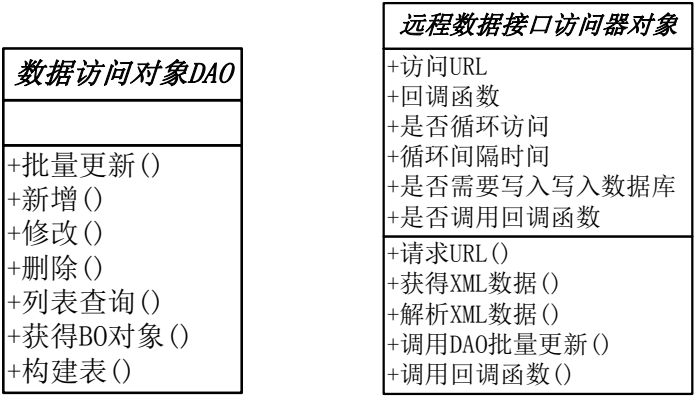 数据访问对象DAO
+批量更新()
+新增()
+修改()
+删除()
+列表查询()
+获得BO对象()
+构建表()
远程数据接口访问器对象
+访问URL
+回调函数
+是否循环访问
+循环间隔时间
+是否需要写入写入数据库
+是否调用回调函数
+请求URL()
+获得XML数据()
+解析XML数据()
+调用DAO批量更新()
+调用回调函数()